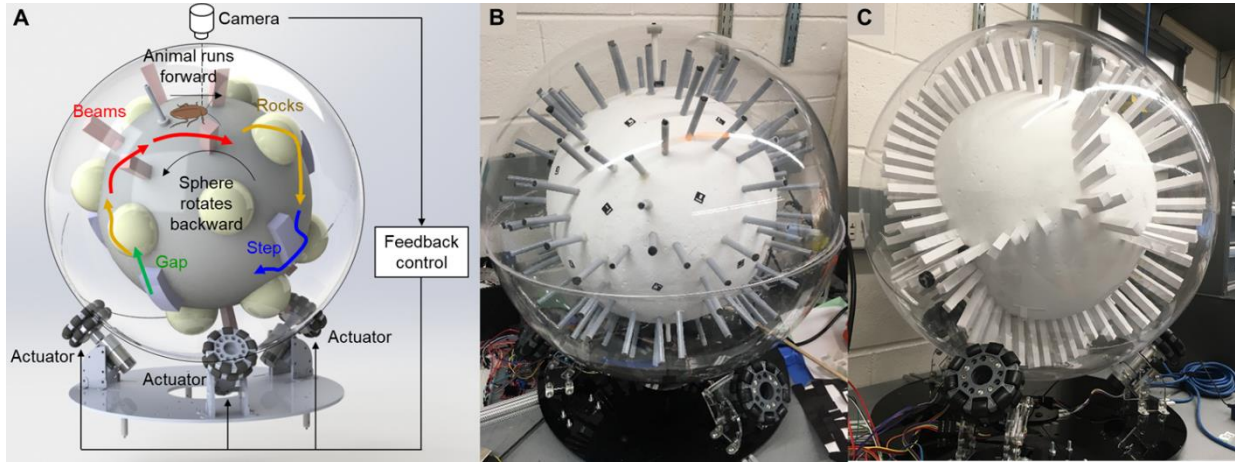 A
Camera
Animal runs
forward
Beams
Rocks
Sphere
rotates
backward
Gap
Step
Feedback
control
Actuator
Actuator
Actuator
B
C